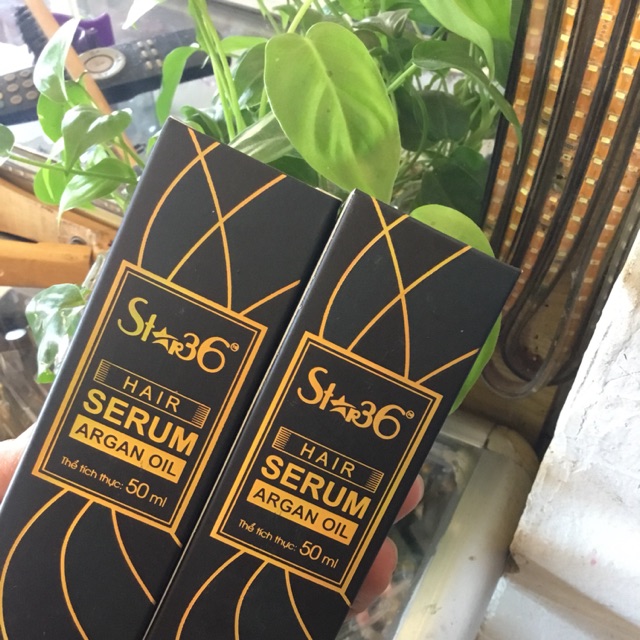 Star36
HAIR
SERUM
ARGAN OIL
Thể tích thực: 50 ml
Star36
HAIR
SERUM
ARGAN OIL
Thể tích thực: 50 ml